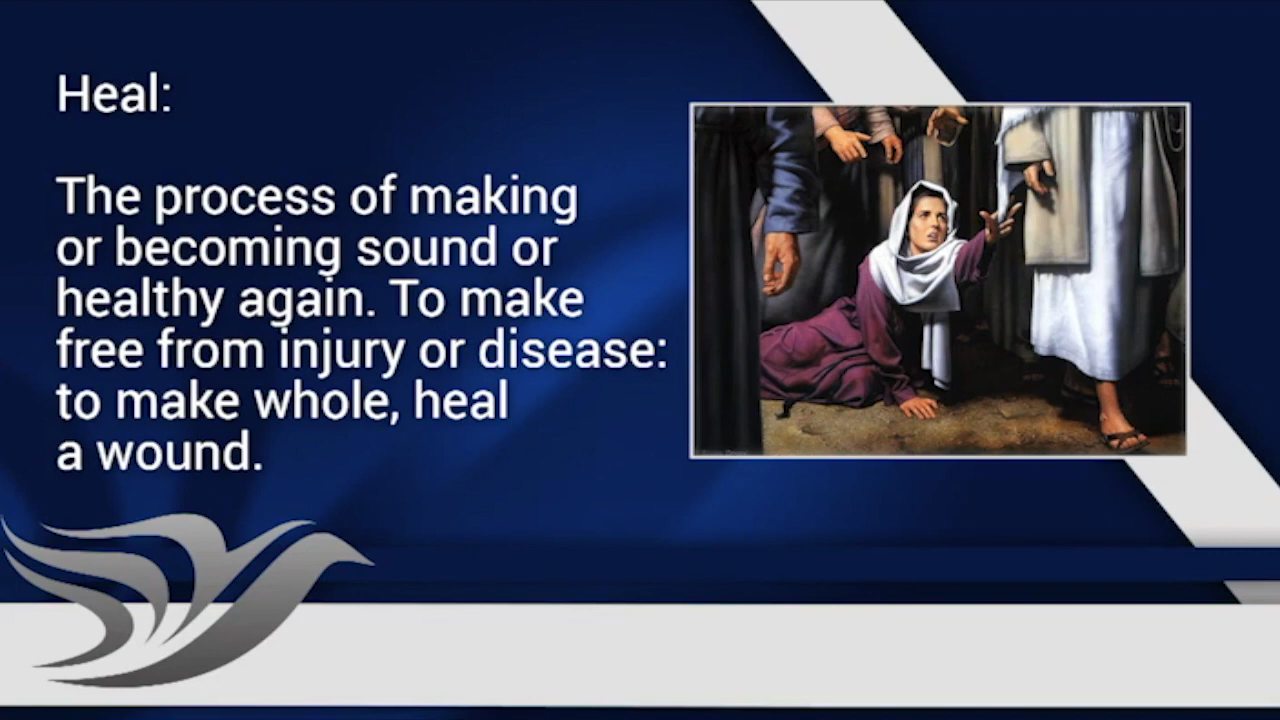 Heal:
The process of making
or becoming sound or
healthy again. To make
free from injury or disease:
to make whole, heal
a wound.